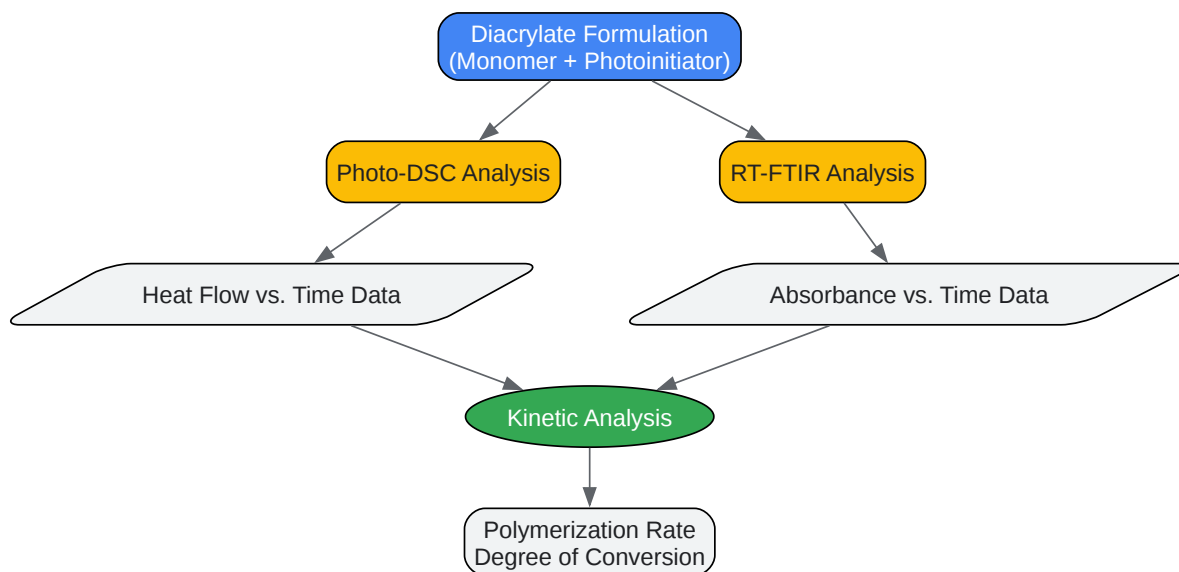 Diacrylate Formulation
(Monomer + Photoinitiator)
Photo-DSC Analysis
RT-FTIR Analysis
Heat Flow vs. Time Data
Absorbance vs. Time Data
Kinetic Analysis
Polymerization Rate
Degree of Conversion